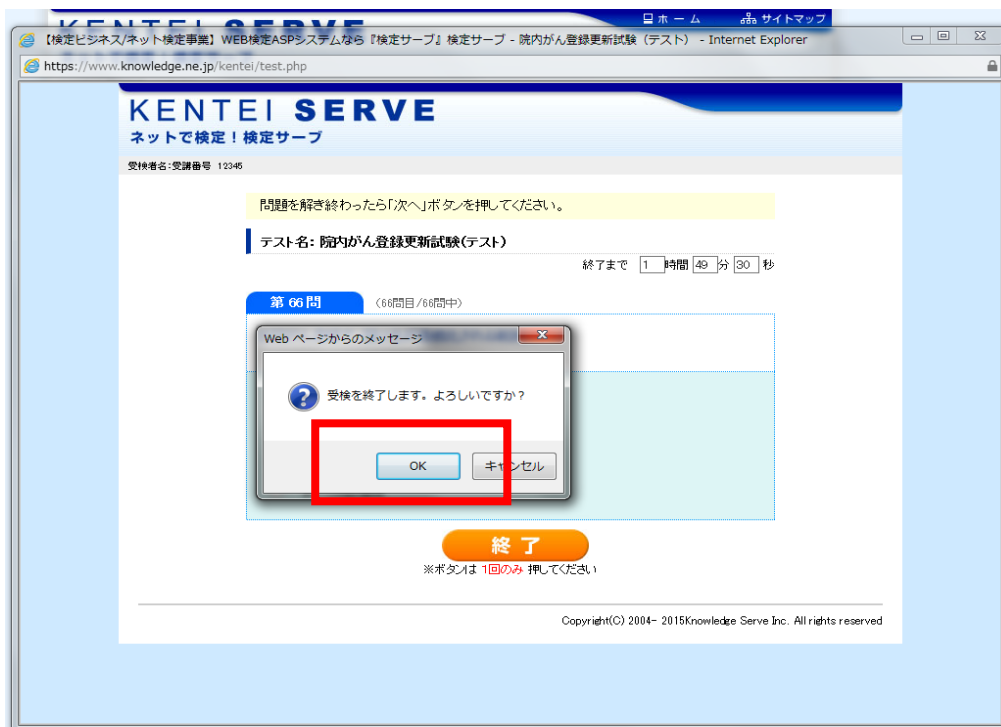 KENTEI SERVE
ホーム サイトマップ
【検定ビジネス/ネット検定事業】WEB検定ASPシステムなら『検定サーブ』検定サーブ - 院内がん登録更新試験（テスト） - Internet Explorer
https://www.knowledge.ne.jp/kentei/test.php
KENTEI SERVE
ネットで検定！検定サーブ
受検者名：受講番号 12345
問題を解き終わったら「次へ」ボタンを押してください。
テスト名： 院内がん登録更新試験(テスト)
終了まで 1 時間 49 分 30 秒
第 66 問 （66問目/66問中）
Web ページからのメッセージ
受検を終了します。よろしいですか？
OK キャンセル
終了
※ボタンは 1回のみ 押してください
Copyright(C) 2004- 2015Knowledge Serve Inc. All rights reserved